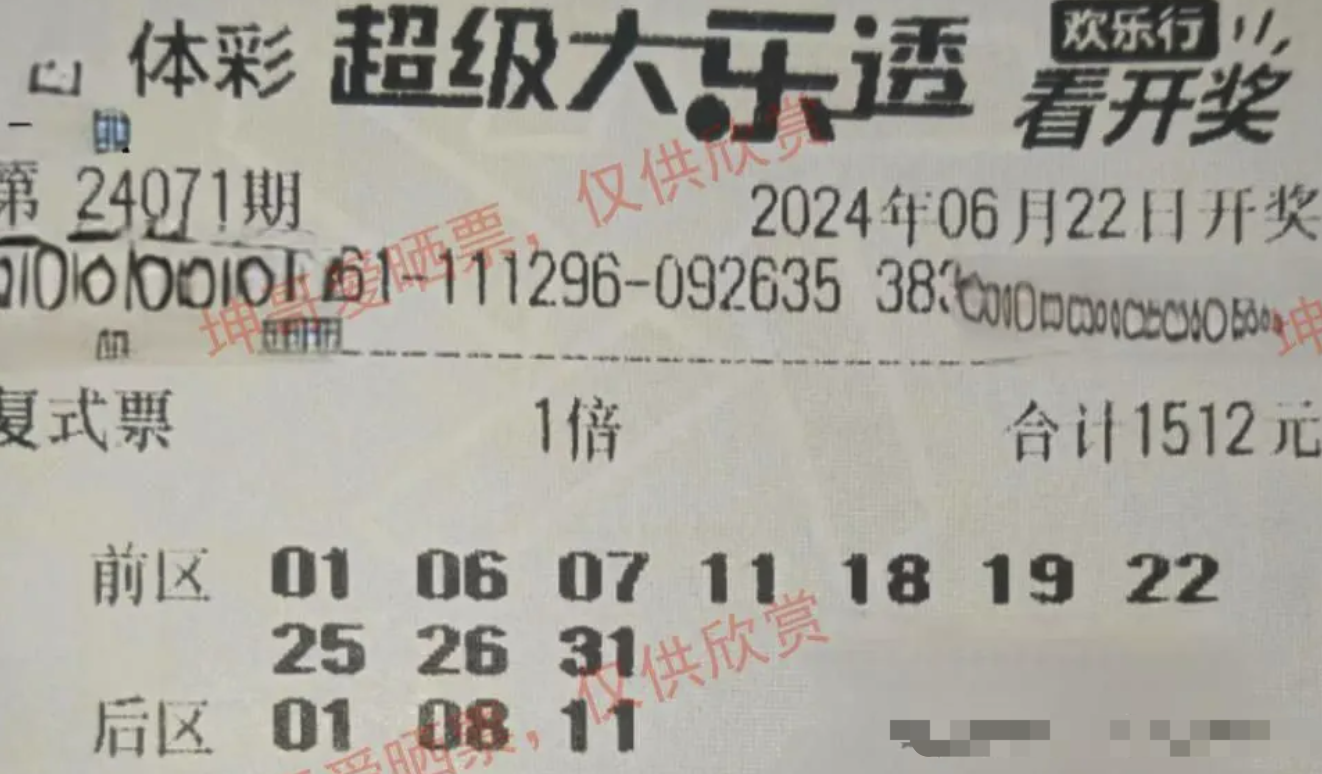 体彩 超级大乐透 欢乐行
看开奖
第 24071期 2024年06月22日开奖
61-111296-092635 383
复式票 1倍 合计1512元
前区 01 06 07 11 18 19 22
25 26 31
后区 01 08 11
坤哥爱晒票，仅供欣赏
坤
爱晒票，仅供欣赏